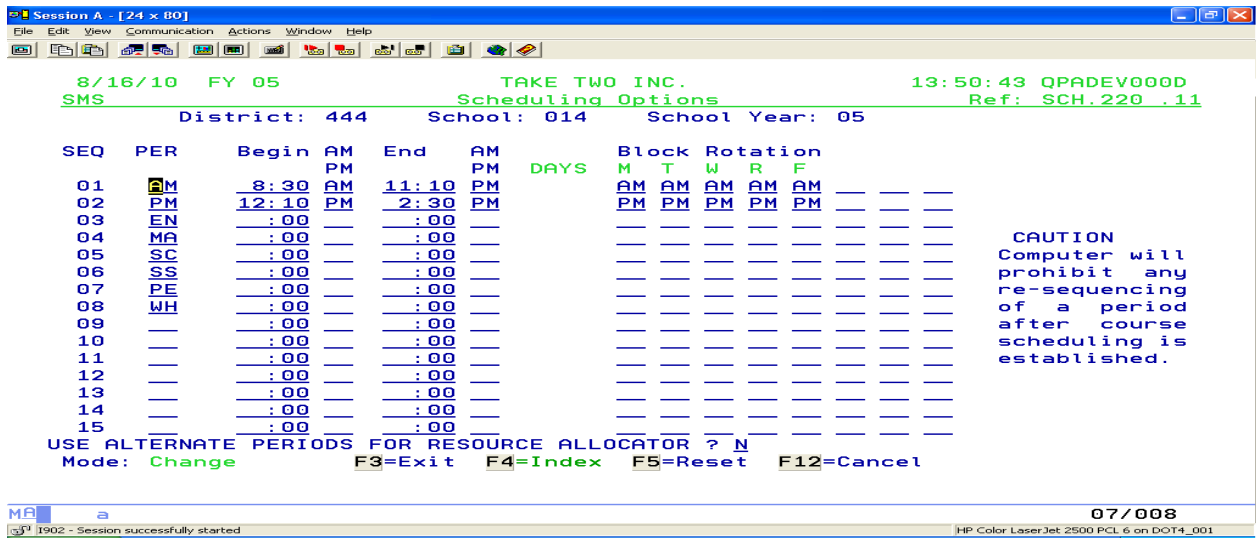 Session A - [24 x 80]
File Edit View Communication Actions Window Help
8/16/10 FY 05 TAKE TWO INC. 13:50:43 QPADEV000D
SMS Scheduling Options Ref: SCH.220 .11
District: 444 School: 014 School Year: 05
SEQ PER Begin AM End AM Block Rotation
PM PM DAYS M T W R F
01 AM 8:30 AM 11:10 PM AM AM AM AM AM
02 PM 12:10 PM 2:30 PM PM PM PM PM PM
03 EN :00 :00
04 MA :00 :00 CAUTION
05 SC :00 :00 Computer will
06 SS :00 :00 prohibit any
07 PE :00 :00 re-sequencing
08 WH :00 :00 of a period
09 :00 :00 after course
10 :00 :00 scheduling is
11 :00 :00 established.
12 :00 :00
13 :00 :00
14 :00 :00
15 :00 :00
USE ALTERNATE PERIODS FOR RESOURCE ALLOCATOR ? N
Mode: Change F3=Exit F4=Index F5=Reset F12=Cancel
MA a 07/008
I902 - Session successfully started HP Color LaserJet 2500 PCL 6 on DOT4_001